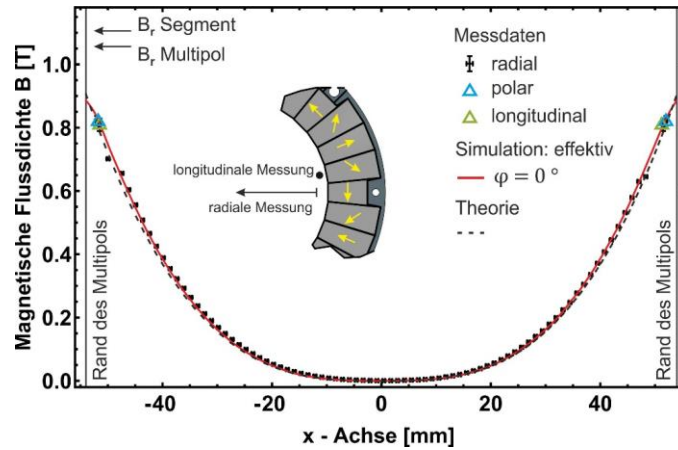 B_r Segment
B_r Multipol
Messdaten
radial
polar
longitudinal
Simulation: effektiv
φ = 0 °
Theorie
longitudinale Messung
radiale Messung
Rand des Multipols
Rand des Multipols
Magnetische Flussdichte B [T]
1.0
0.8
0.6
0.4
0.2
0.0
-40 -20 0 20 40
x - Achse [mm]